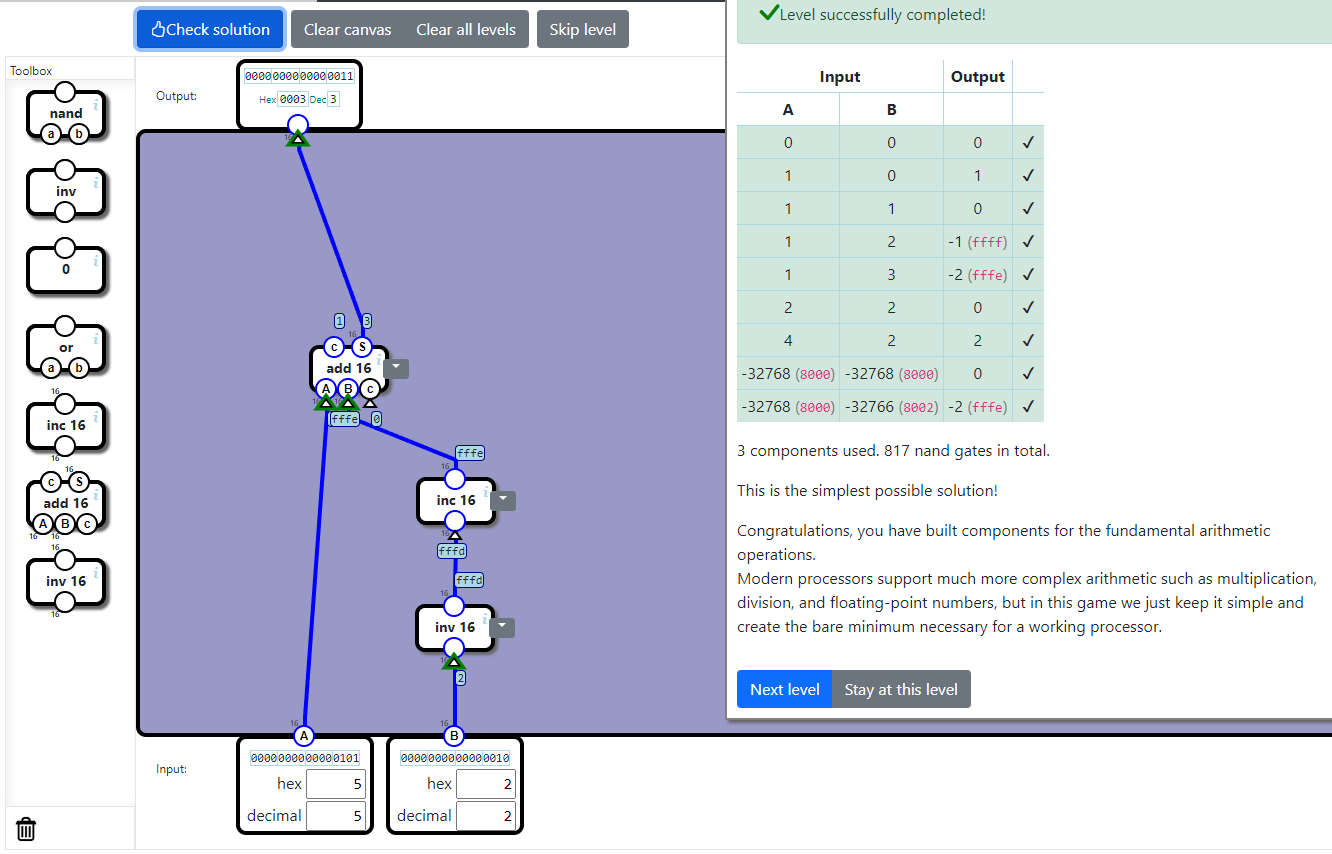 Check solution
Clear canvas
Clear all levels
Skip level
Toolbox
i
nand
a b
i
inv
i
0
i
or
a b
16
i
inc 16
16
16
c S
i
add 16
A B c
16 16
16
i
inv 16
16
Output:
0000000000000011
Hex 0003 Dec 3
16
1 3
16
c S
i
add 16
A B c
16 16
fffe 0
fffe
16
i
inc 16
16
fffd
fffd
16
i
inv 16
16
2
16 16
A B
Input:
0000000000000101
hex 5
decimal 5
0000000000000010
hex 2
decimal 2
Level successfully completed!
Input Output
A B
0 0 0 ✓
1 0 1 ✓
1 1 0 ✓
1 2 -1 (ffff) ✓
1 3 -2 (fffe) ✓
2 2 0 ✓
4 2 2 ✓
-32768 (8000) -32768 (8000) 0 ✓
-32768 (8000) -32766 (8002) -2 (fffe) ✓
3 components used. 817 nand gates in total.
This is the simplest possible solution!
Congratulations, you have built components for the fundamental arithmetic
operations.
Modern processors support much more complex arithmetic such as multiplication,
division, and floating-point numbers, but in this game we just keep it simple and
create the bare minimum necessary for a working processor.
Next level
Stay at this level